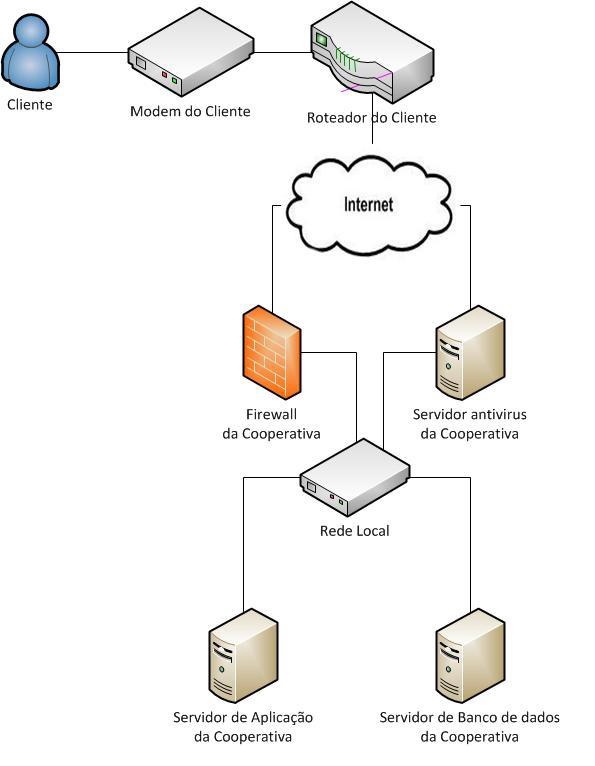 Cliente
Modem do Cliente
Roteador do Cliente
Internet
Firewall
da Cooperativa
Servidor antivirus
da Cooperativa
Rede Local
Servidor de Aplicação
da Cooperativa
Servidor de Banco de dados
da Cooperativa